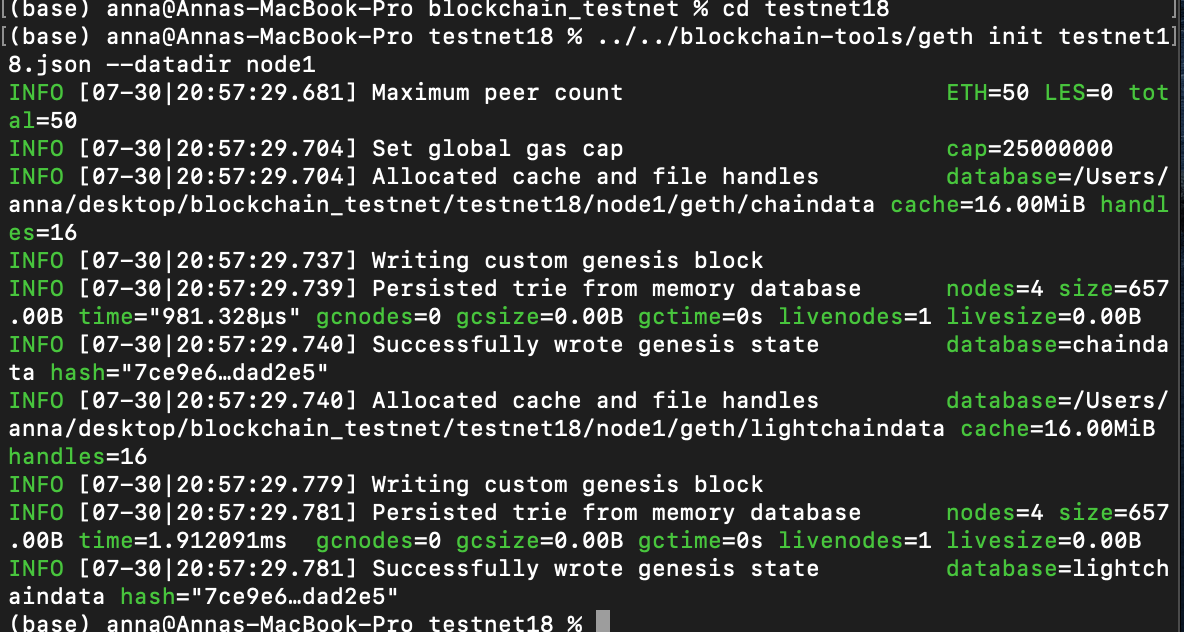 [(base) anna@Annas-MacBook-Pro blockchain_testnet % cd testnet18 ]
[(base) anna@Annas-MacBook-Pro testnet18 % ../../blockchain-tools/geth init testnet1]
8.json --datadir node1
INFO [07-30|20:57:29.681] Maximum peer count ETH=50 LES=0 tot
al=50
INFO [07-30|20:57:29.704] Set global gas cap cap=25000000
INFO [07-30|20:57:29.704] Allocated cache and file handles database=/Users/
anna/desktop/blockchain_testnet/testnet18/node1/geth/chaindata cache=16.00MiB handl
es=16
INFO [07-30|20:57:29.737] Writing custom genesis block
INFO [07-30|20:57:29.739] Persisted trie from memory database nodes=4 size=657
.00B time="981.328µs" gcnodes=0 gcsize=0.00B gctime=0s livenodes=1 livesize=0.00B
INFO [07-30|20:57:29.740] Successfully wrote genesis state database=chainda
ta hash="7ce9e6…dad2e5"
INFO [07-30|20:57:29.740] Allocated cache and file handles database=/Users/
anna/desktop/blockchain_testnet/testnet18/node1/geth/lightchaindata cache=16.00MiB
handles=16
INFO [07-30|20:57:29.779] Writing custom genesis block
INFO [07-30|20:57:29.781] Persisted trie from memory database nodes=4 size=657
.00B time=1.912091ms gcnodes=0 gcsize=0.00B gctime=0s livenodes=1 livesize=0.00B
INFO [07-30|20:57:29.781] Successfully wrote genesis state database=lightch
aindata hash="7ce9e6…dad2e5"
(base) anna@Annas-MacBook-Pro testnet18 %